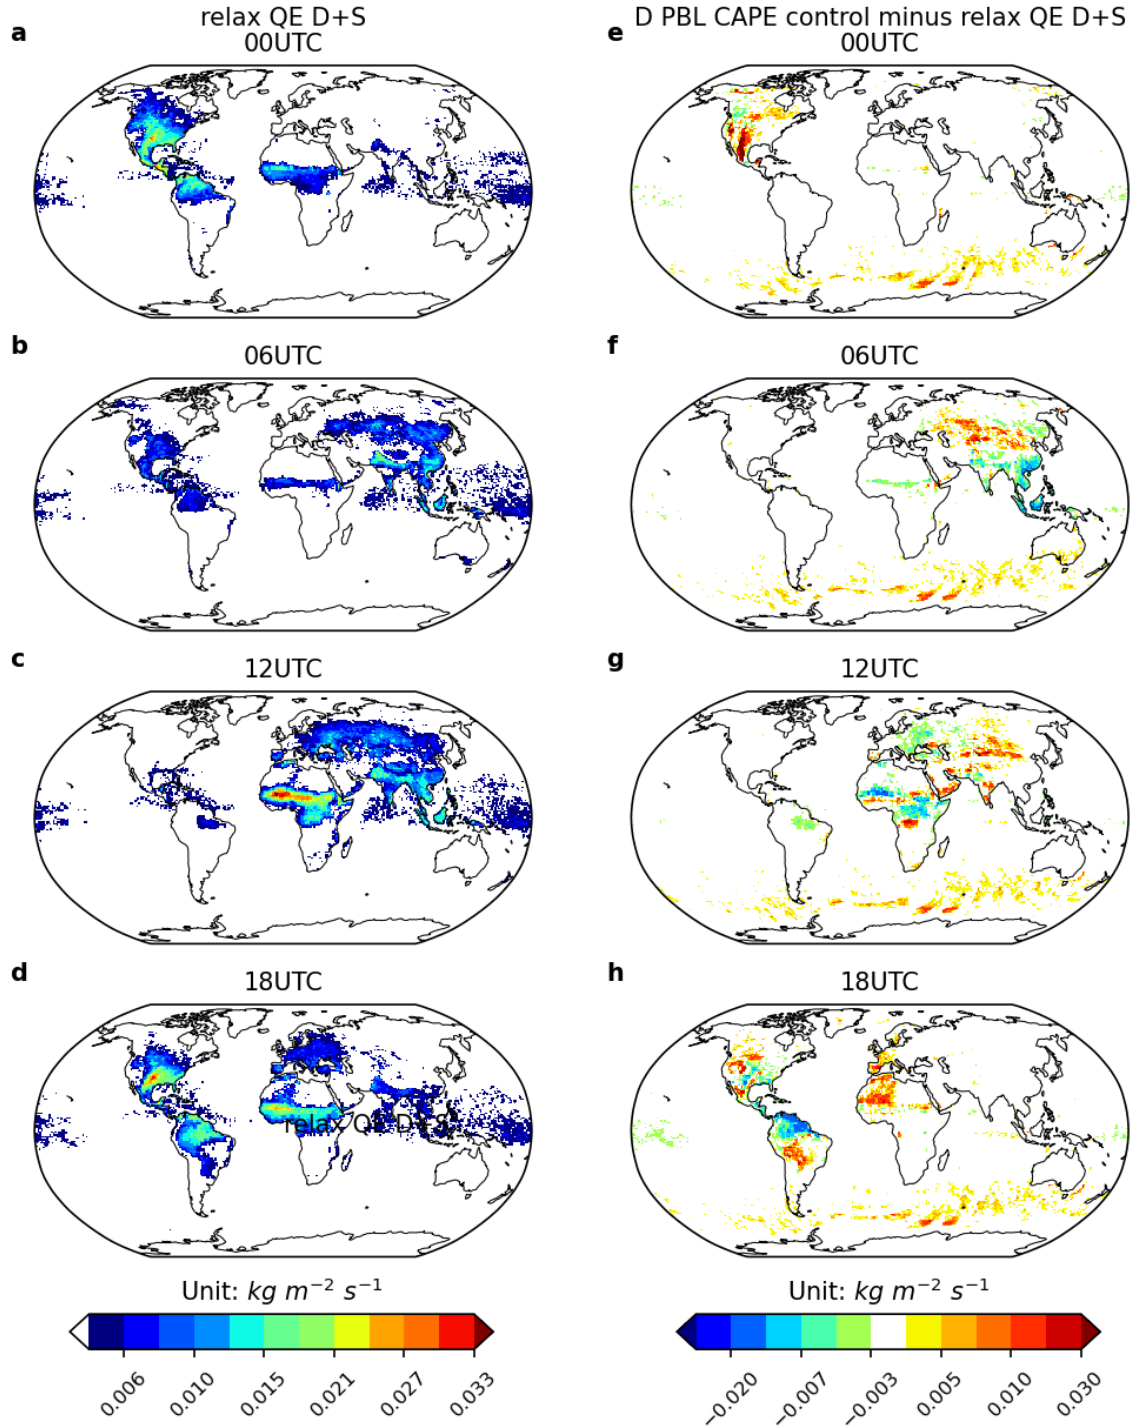 relax QE D+S
D PBL CAPE control minus relax QE D+S
a
00UTC
e
00UTC
b
06UTC
f
06UTC
c
12UTC
g
12UTC
d
18UTC
h
18UTC
relax QE D+S
Unit: kg m−2 s−1
Unit: kg m−2 s−1
0.006
0.010
0.015
0.021
0.027
0.033
−0.020
−0.007
−0.003
0.005
0.010
0.030